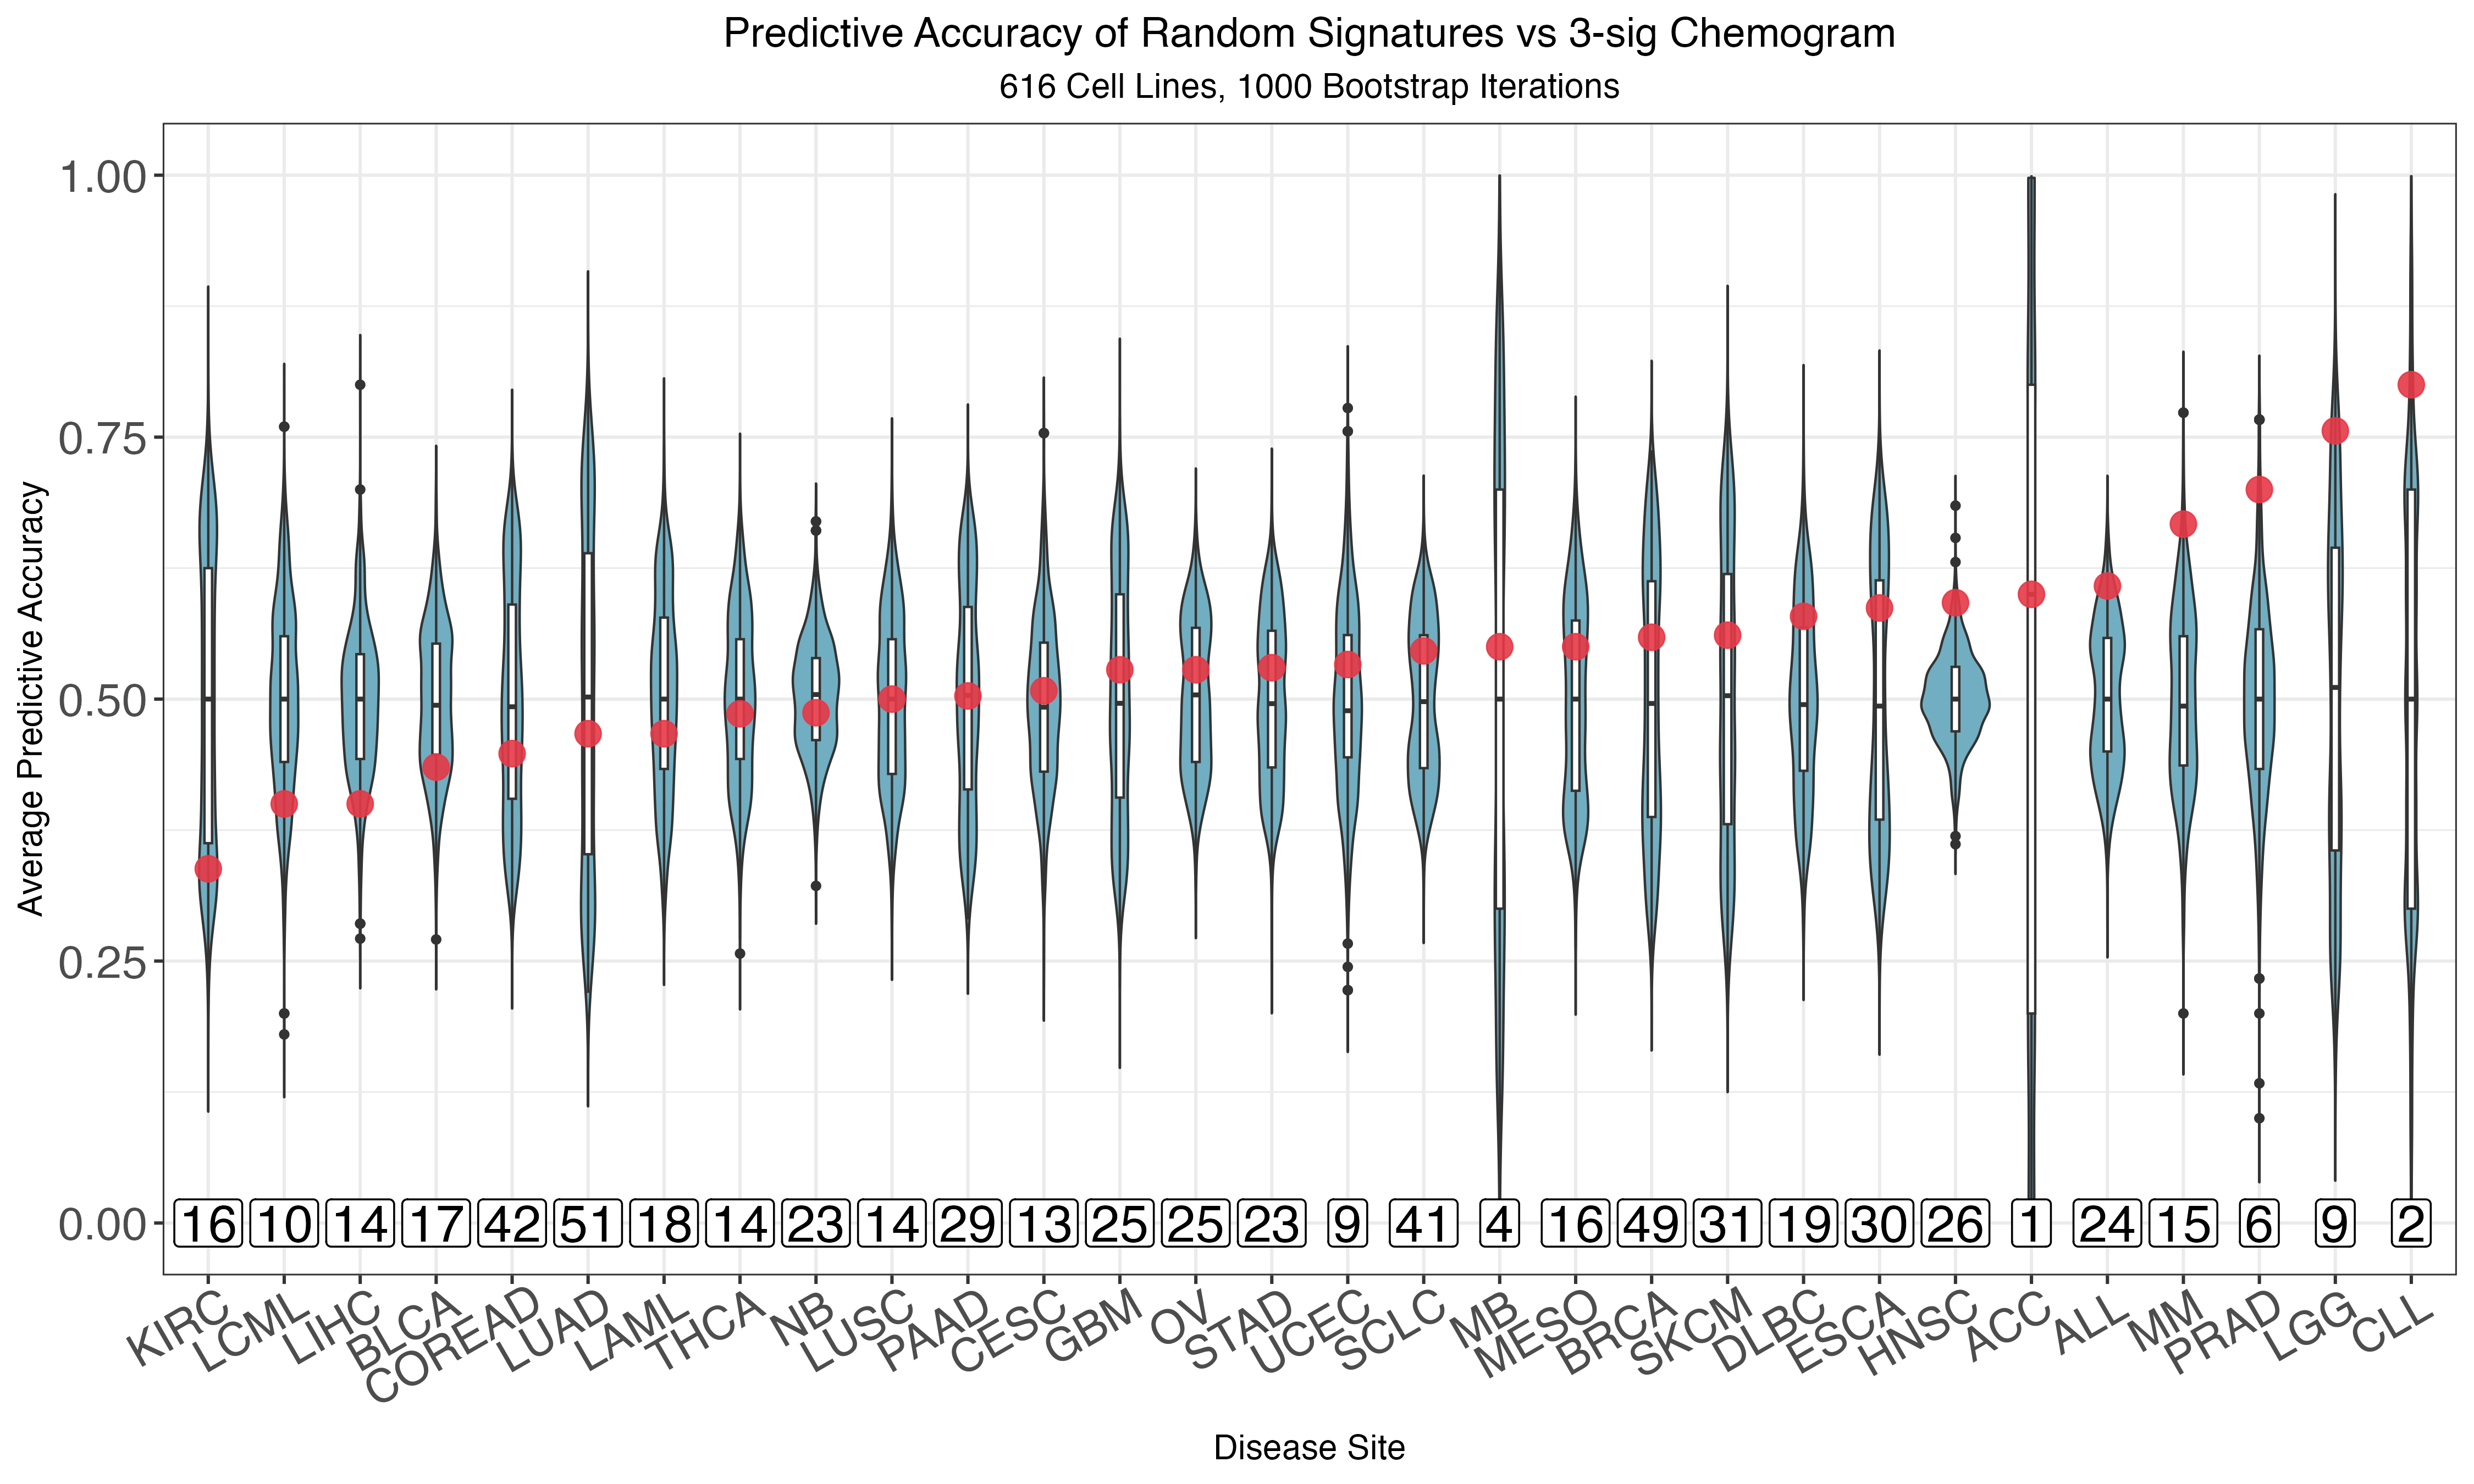 Predictive Accuracy of Random Signatures vs 3-sig Chemogram
616 Cell Lines, 1000 Bootstrap Iterations
Average Predictive Accuracy
1.00
0.75
0.50
0.25
0.00
16 10 14 17 42 51 18 14 23 14 29 13 25 25 23 9 41 4 16 49 31 19 30 26 1 24 15 6 9 2
KIRC LCML LIHC BLCA COREAD LUAD LAML THCA NB LUSC PAAD CESC GBM OV STAD UCEC SCLC MB MESO BRCA SKCM DLBC ESCA HNSC ACC ALL MM PRAD LGG CLL
Disease Site